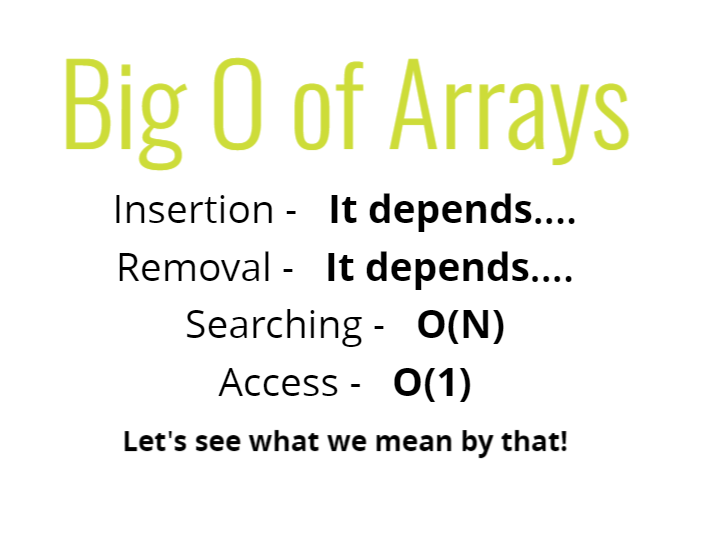 Big O of Arrays
Insertion - It depends....
Removal - It depends....
Searching - O(N)
Access - O(1)
Let's see what we mean by that!